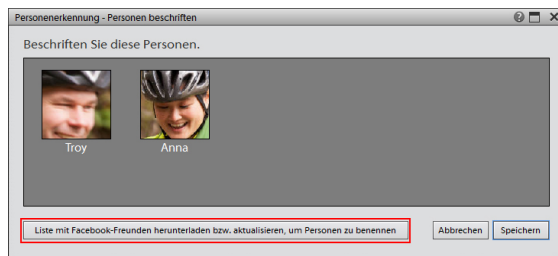 Personenerkennung - Personen beschriften
Beschriften Sie diese Personen.
Troy
Anna
Liste mit Facebook-Freunden herunterladen bzw. aktualisieren, um Personen zu benennen
Abbrechen
Speichern